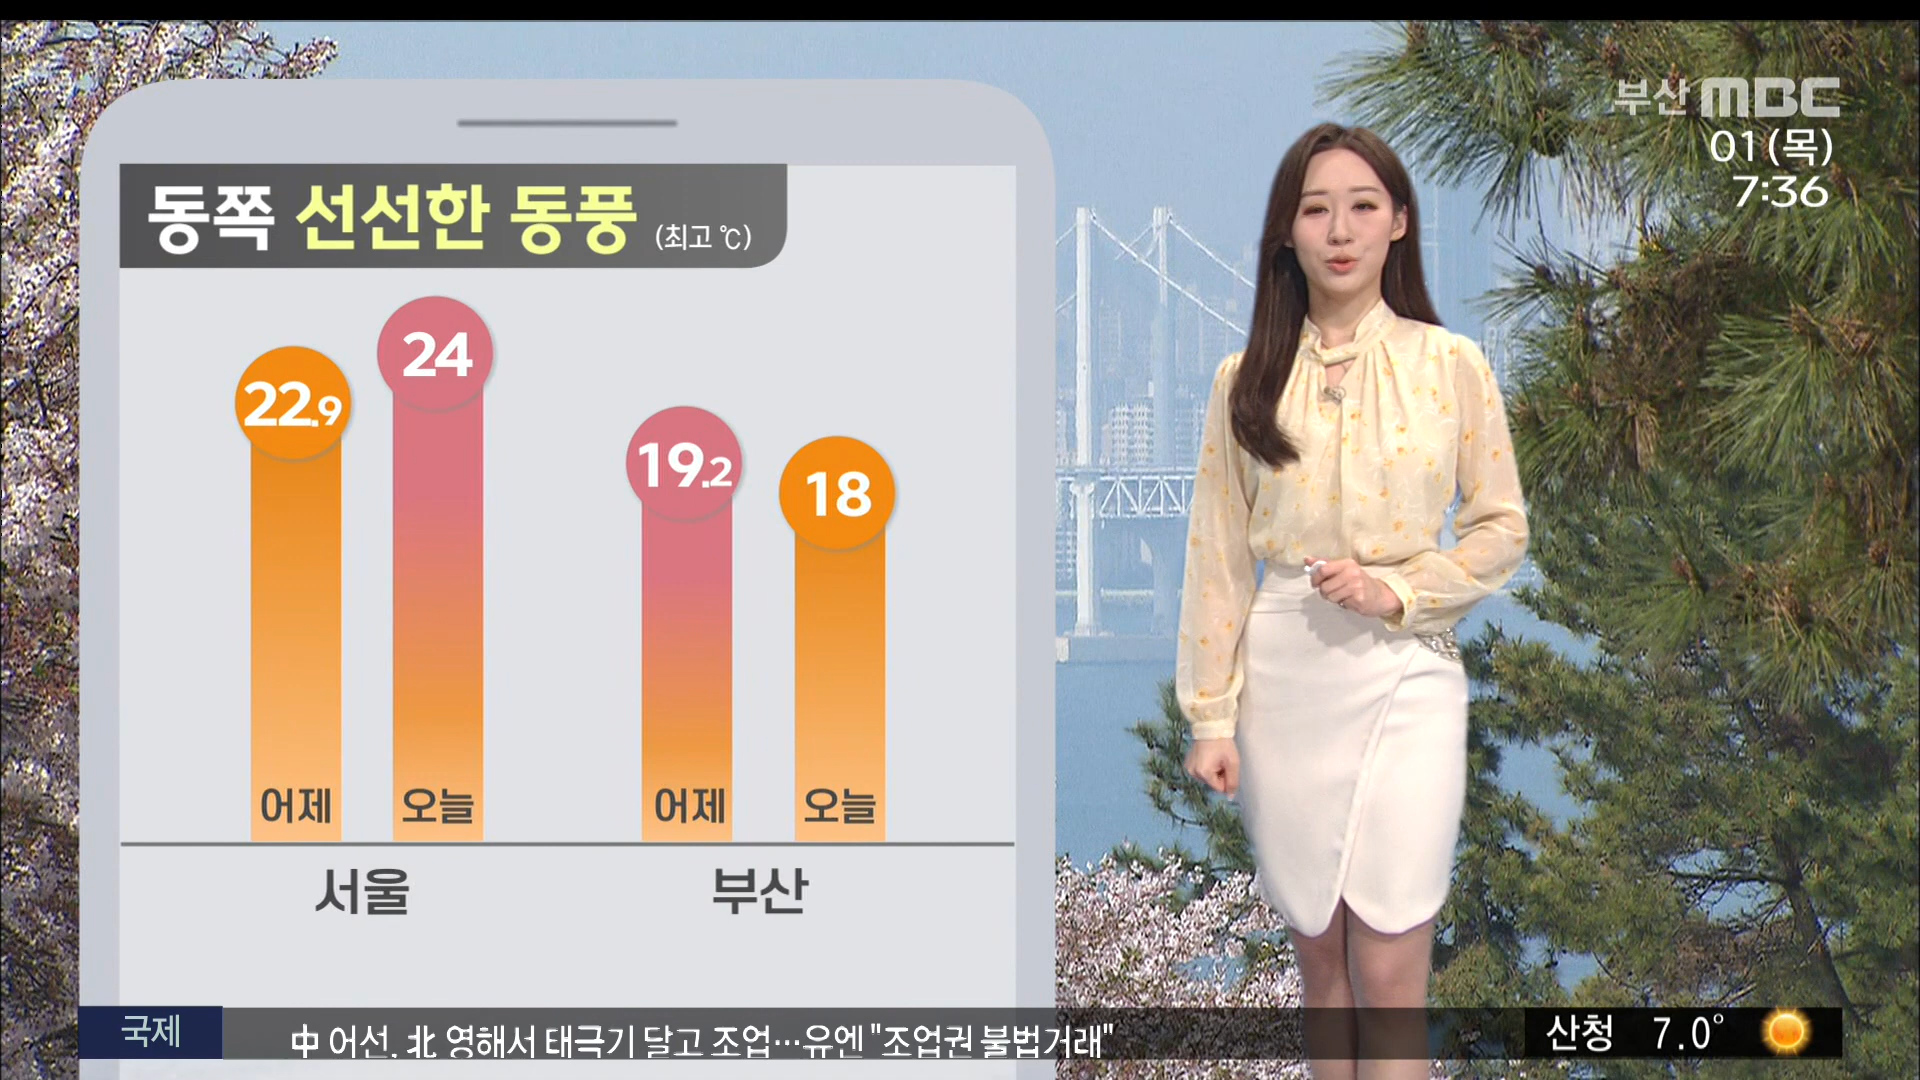 부산 MBC
01(목)
7:36
동쪽 선선한 동풍 (최고 ℃)
22.9
24
19.2
18
어제
오늘
어제
오늘
서울
부산
국제
中 어선, 北 영해서 태극기 달고 조업…유엔 "조업권 불법거래"
산청 7.0°